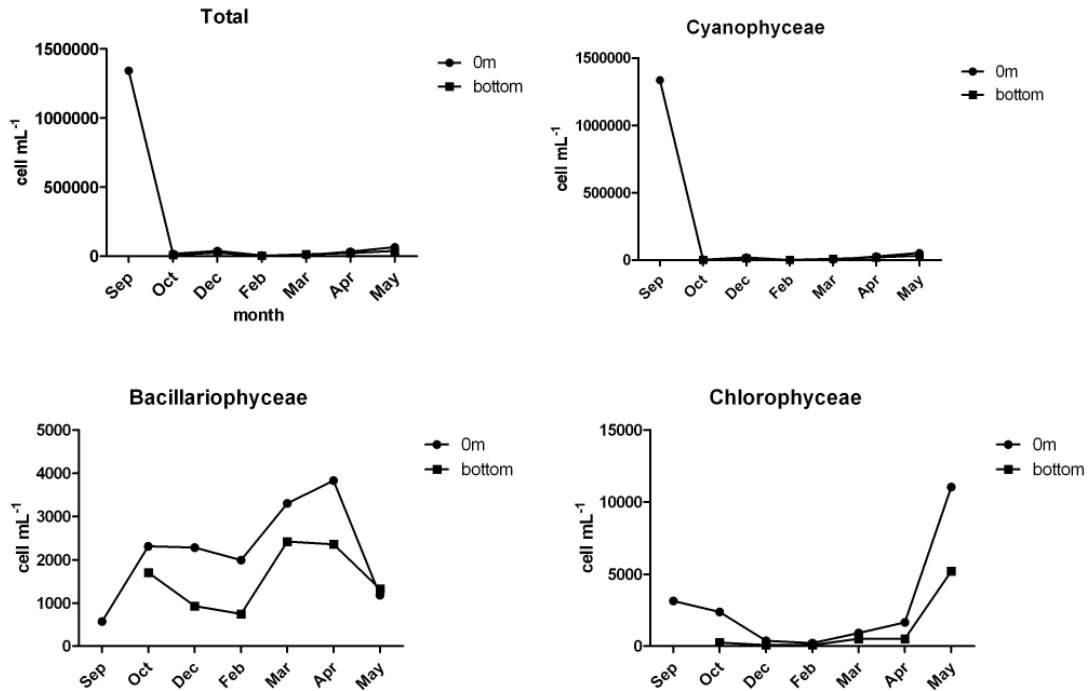 Total
1500000
1000000
500000
0
cell mL-1
Sep Oct Dec Feb Mar Apr May
month
0m
bottom
Cyanophyceae
1500000
1000000
500000
0
cell mL-1
Sep Oct Dec Feb Mar Apr May
0m
bottom
Bacillariophyceae
5000
4000
3000
2000
1000
0
cell mL-1
Sep Oct Dec Feb Mar Apr May
0m
bottom
Chlorophyceae
15000
10000
5000
0
cell mL-1
Sep Oct Dec Feb Mar Apr May
0m
bottom